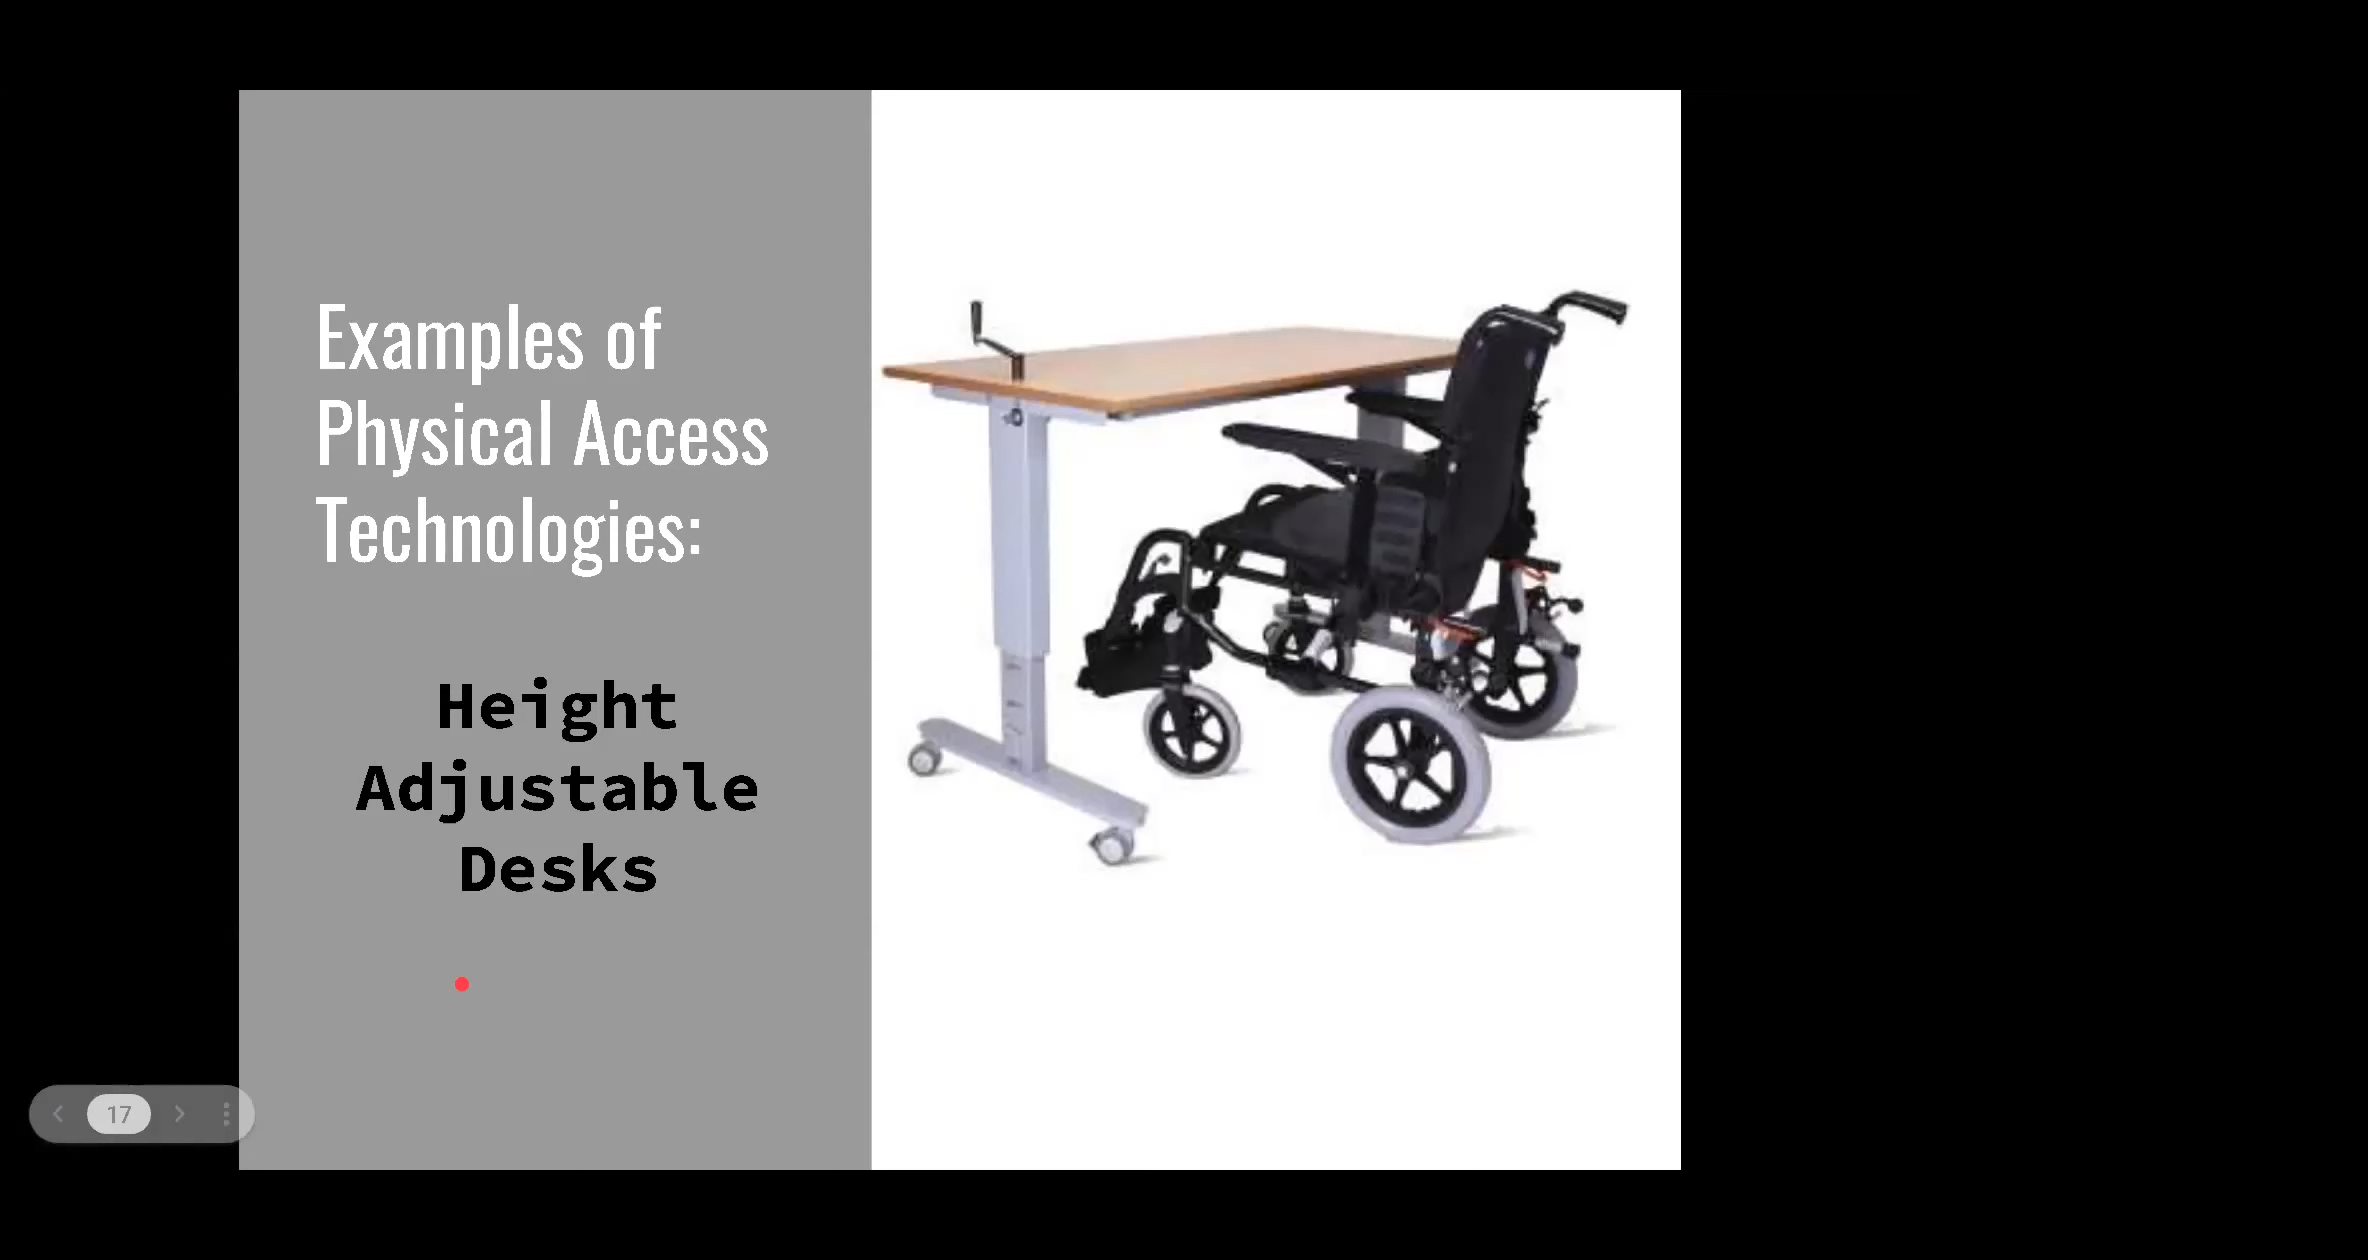 Examples of
Physical Access
Technologies:
Height
Adjustable
Desks
17